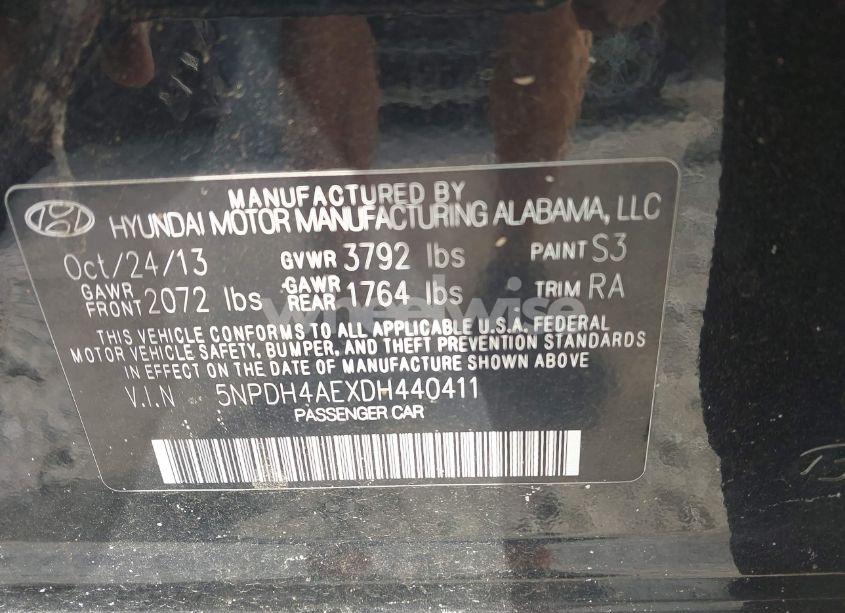 MANUFACTURED BY
HYUNDAI MOTOR MANUFACTURING ALABAMA, LLC
Oct/24/13 GVWR 3792 lbs PAINT S3
GAWR FRONT 2072 lbs GAWR REAR 1764 lbs TRIM RA
THIS VEHICLE CONFORMS TO ALL APPLICABLE U.S.A. FEDERAL
MOTOR VEHICLE SAFETY, BUMPER, AND THEFT PREVENTION STANDARDS
IN EFFECT ON THE DATE OF MANUFACTURE SHOWN ABOVE
V.I.N 5NPDH4AEXDH440411
PASSENGER CAR
wheelwise